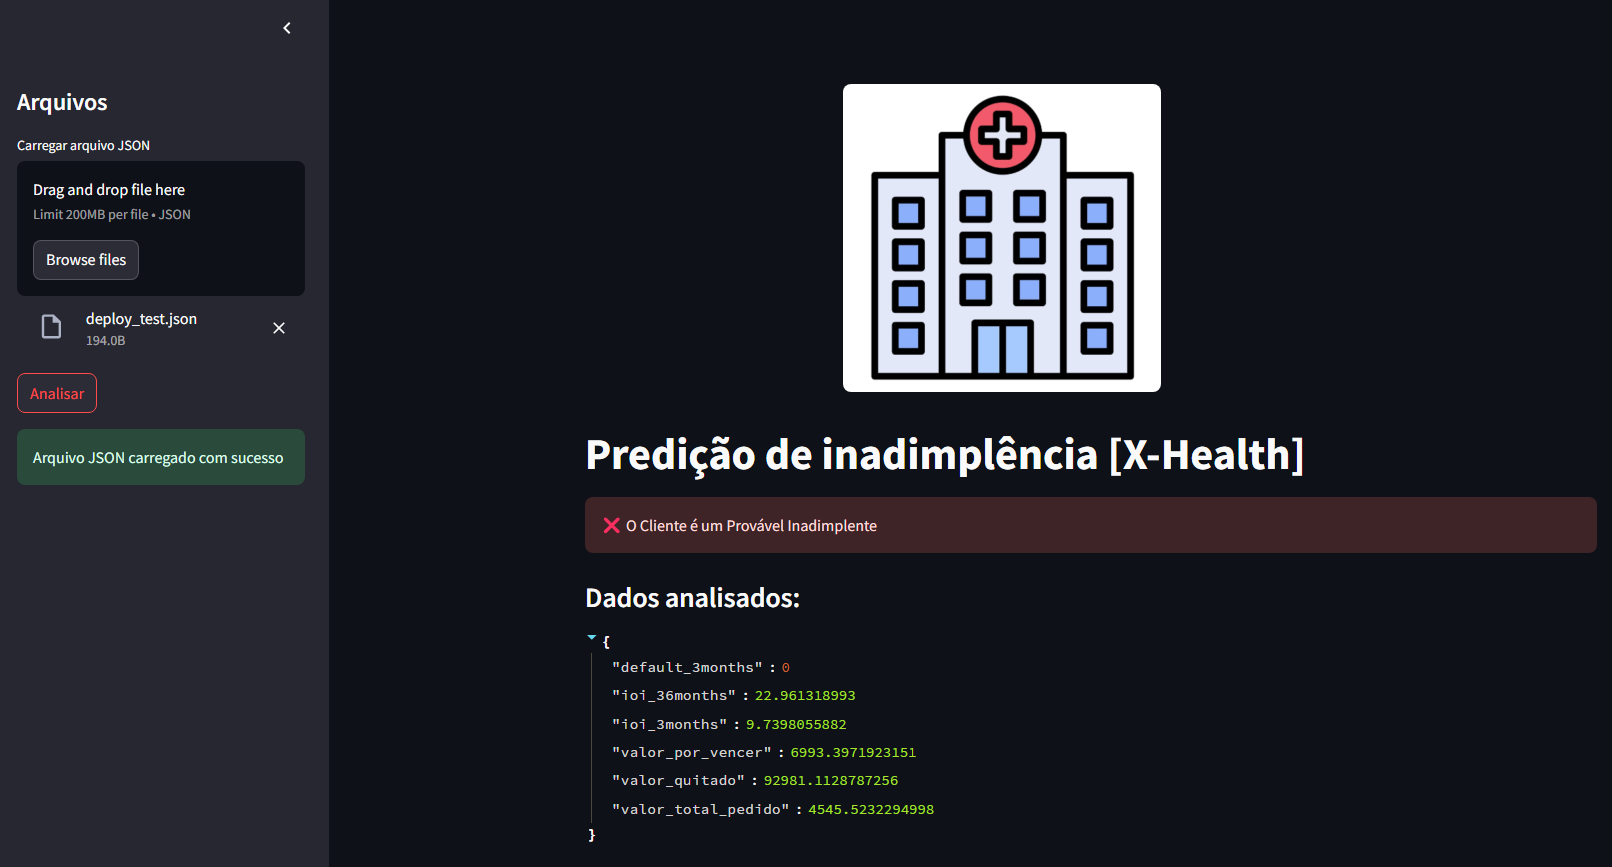 Arquivos
Carregar arquivo JSON
Drag and drop file here
Limit 200MB per file • JSON
Browse files
deploy_test.json
194.0B
Analisar
Arquivo JSON carregado com sucesso
Predição de inadimplência [X-Health]
❌ O Cliente é um Provável Inadimplente
Dados analisados:
{
"default_3months" : 0
"ioi_36months" : 22.961318993
"ioi_3months" : 9.7398055882
"valor_por_vencer" : 6993.3971923151
"valor_quitado" : 92981.1128787256
"valor_total_pedido" : 4545.5232294998
}